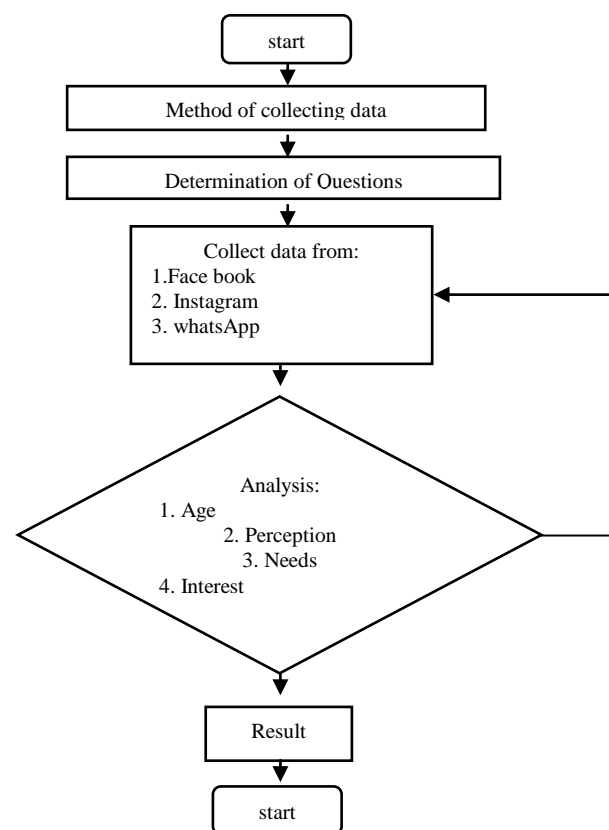 start
Method of collecting data
Determination of Questions
Collect data from:
1.Face book
2. Instagram
3. whatsApp
Analysis:
1. Age
2. Perception
3. Needs
4. Interest
Result
start